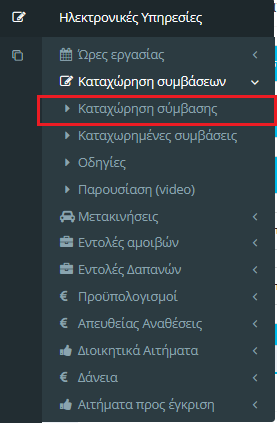 Ηλεκτρονικές Υπηρεσίες
Ώρες εργασίας
Καταχώρηση συμβάσεων
Καταχώρηση σύμβασης
Καταχωρημένες συμβάσεις
Οδηγίες
Παρουσίαση (video)
Μετακινήσεις
Εντολές αμοιβών
Εντολές Δαπανών
Προϋπολογισμοί
Απευθείας Αναθέσεις
Διοικητικά Αιτήματα
Δάνεια
Αιτήματα προς έγκριση